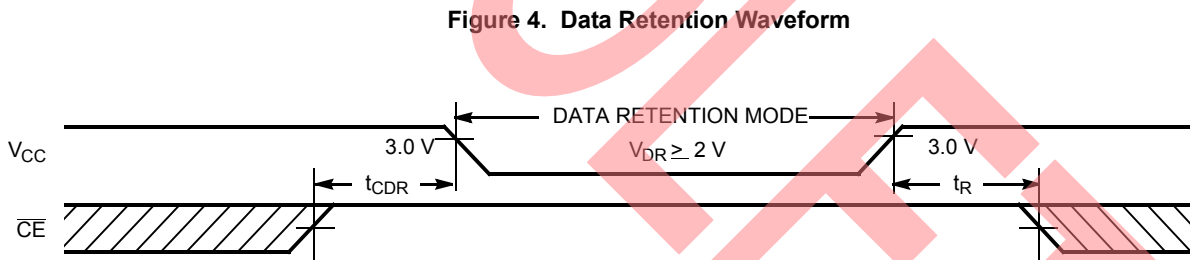 Figure 4. Data Retention Waveform
DATA RETENTION MODE
VCC
3.0 V
VDR ≥ 2 V
3.0 V
tCDR
tR
CE